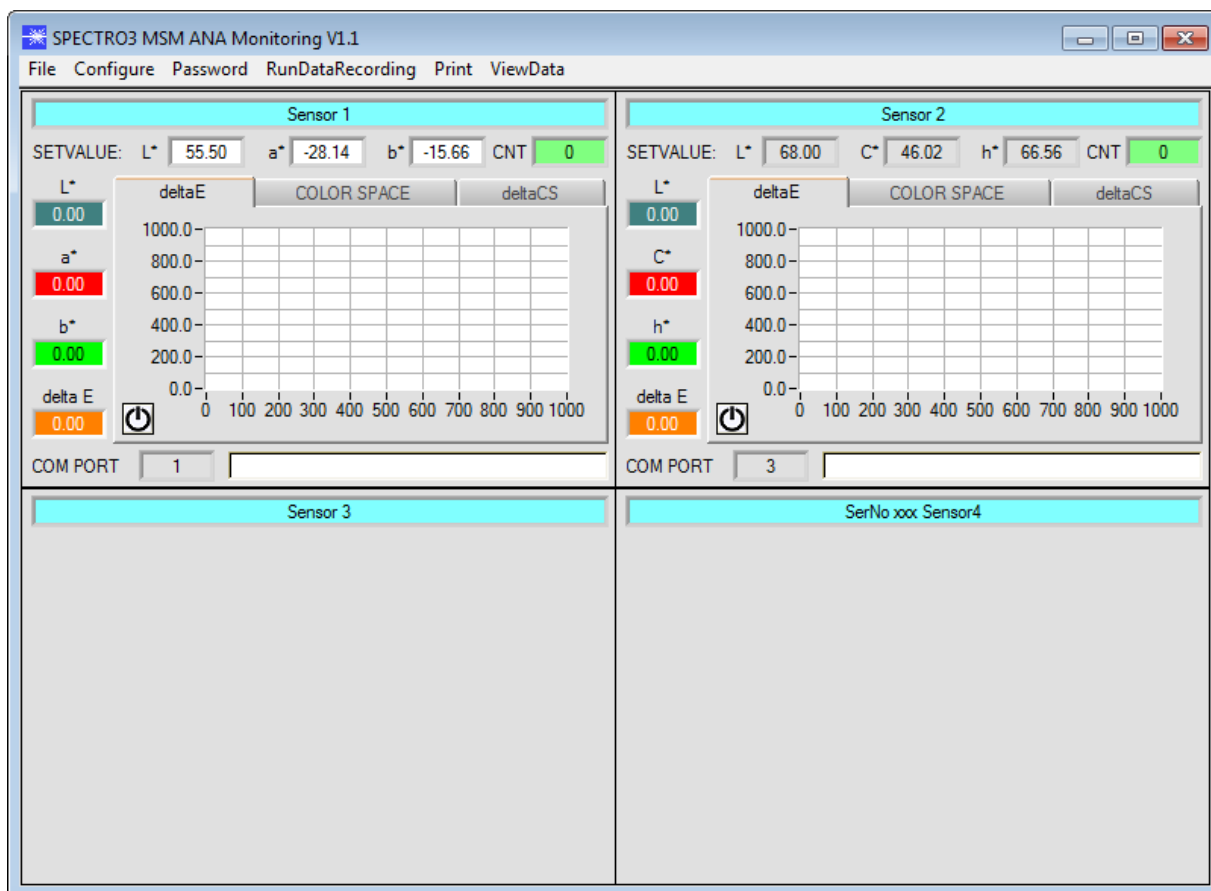 SPECTRO3 MSM ANA Monitoring V1.1
File Configure Password RunDataRecording Print ViewData
Sensor 1
SETVALUE: L* 55.50 a* -28.14 b* -15.66 CNT 0
L*
0.00
a*
0.00
b*
0.00
delta E
0.00
deltaE COLOR SPACE deltaCS
1000.0
800.0
600.0
400.0
200.0
0.0
0 100 200 300 400 500 600 700 800 900 1000
COM PORT 1
Sensor 2
SETVALUE: L* 68.00 C* 46.02 h* 66.56 CNT 0
L*
0.00
C*
0.00
h*
0.00
delta E
0.00
deltaE COLOR SPACE deltaCS
1000.0
800.0
600.0
400.0
200.0
0.0
0 100 200 300 400 500 600 700 800 900 1000
COM PORT 3
Sensor 3
SerNo xxx Sensor4